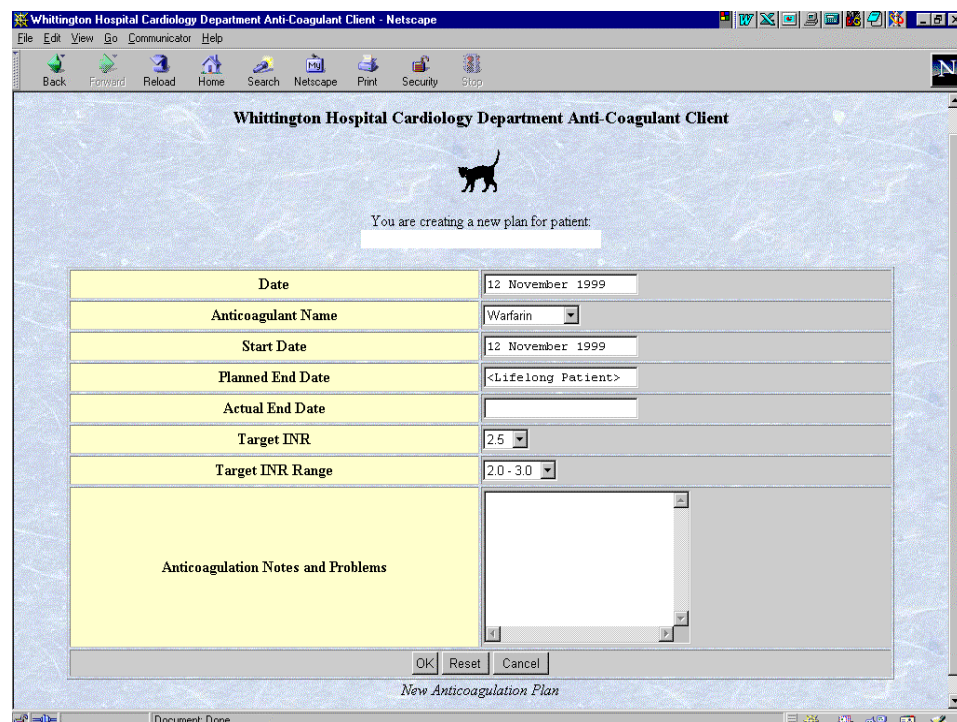 Whittington Hospital Cardiology Department Anti-Coagulant Client - Netscape
File Edit View Go Communicator Help
Back Forward Reload Home Search Netscape Print Security Stop
Whittington Hospital Cardiology Department Anti-Coagulant Client
You are creating a new plan for patient:
Date 12 November 1999
Anticoagulant Name Warfarin
Start Date 12 November 1999
Planned End Date <Lifelong Patient>
Actual End Date
Target INR 2.5
Target INR Range 2.0 - 3.0
Anticoagulation Notes and Problems
OK Reset Cancel
New Anticoagulation Plan
Document: Done